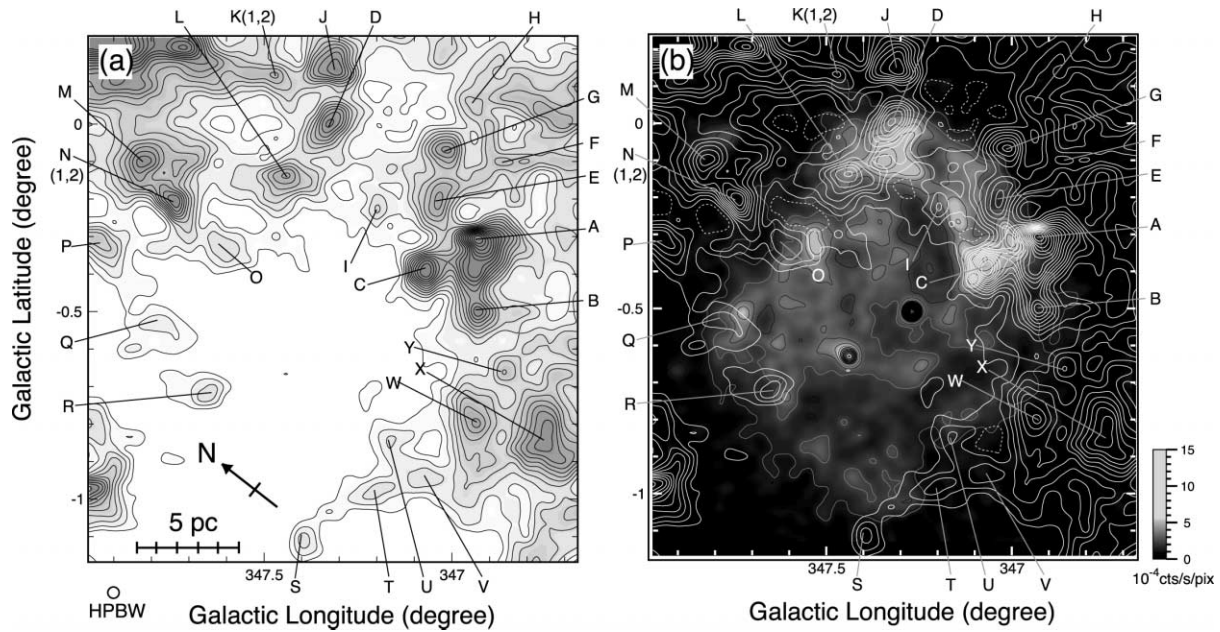 L K(1,2) J D H
(a)
M
N
(1,2)
P
Q
R
G
F
E
A
B
I
C
O
Y
X
W
S T U V
0
-0.5
-1
347.5 347
Galactic Latitude (degree)
Galactic Longitude (degree)
N
5 pc
HPBW
L K(1,2) J D H
(b)
M
N
(1,2)
P
Q
R
G
F
E
A
B
I
C
O
Y
X
W
S T U V
0
-0.5
-1
347.5 347
Galactic Longitude (degree)
15
10
5
0
10⁻⁴cts/s/pix